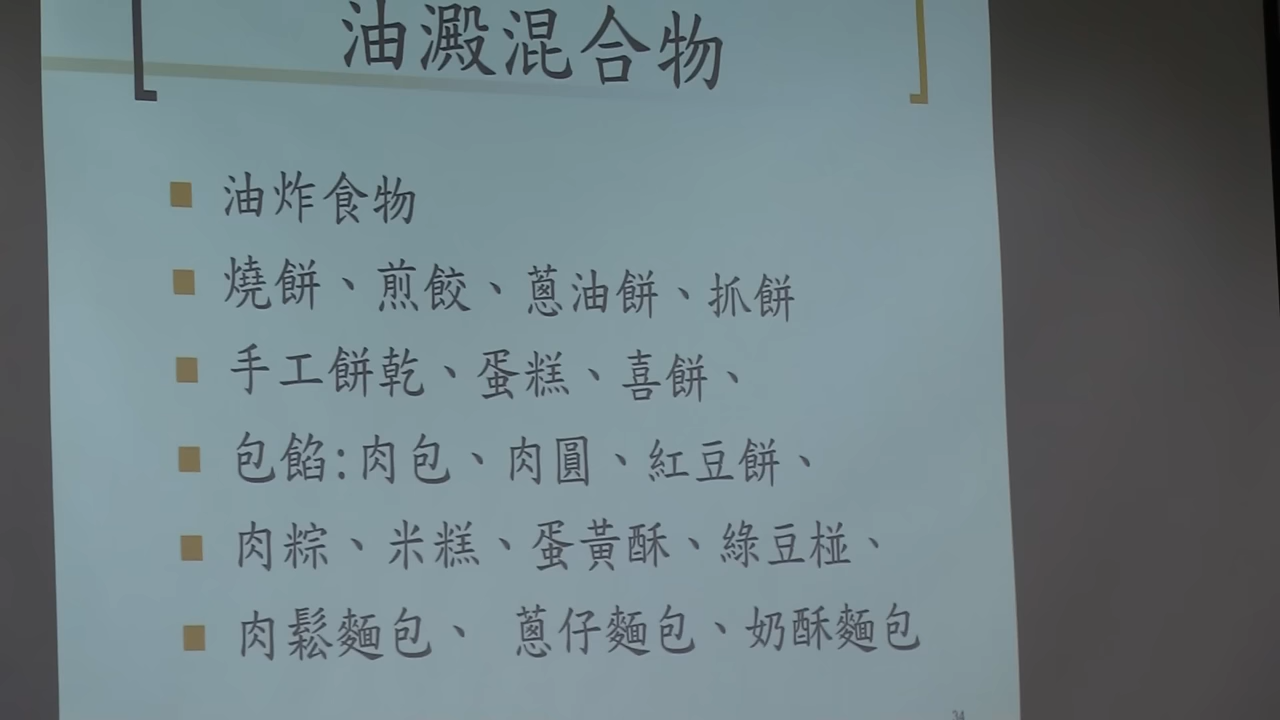 油澱混合物
油炸食物
燒餅、煎餃、蔥油餅、抓餅
手工餅乾、蛋糕、喜餅、
包餡:肉包、肉圓、紅豆餅、
肉粽、米糕、蛋黃酥、綠豆椪、
肉鬆麵包、 蔥仔麵包、奶酥麵包
34